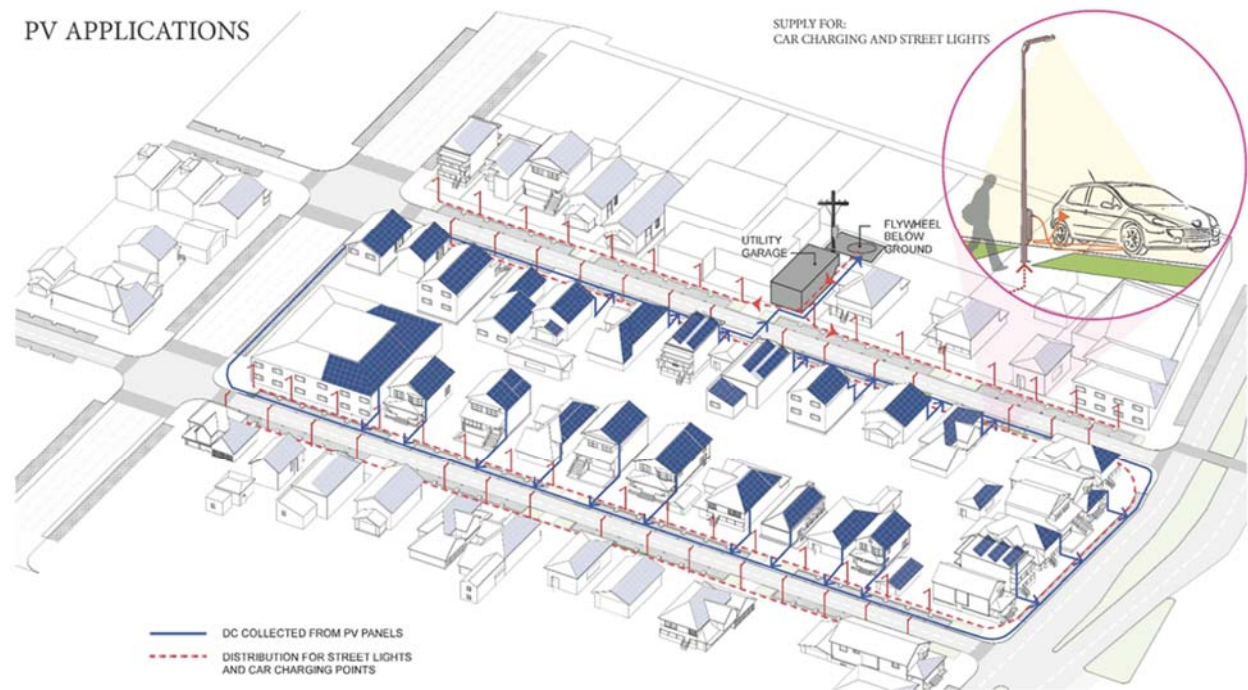 PV APPLICATIONS
SUPPLY FOR:
CAR CHARGING AND STREET LIGHTS
UTILITY
GARAGE
FLYWHEEL
BELOW
GROUND
DC COLLECTED FROM PV PANELS
DISTRIBUTION FOR STREET LIGHTS
AND CAR CHARGING POINTS